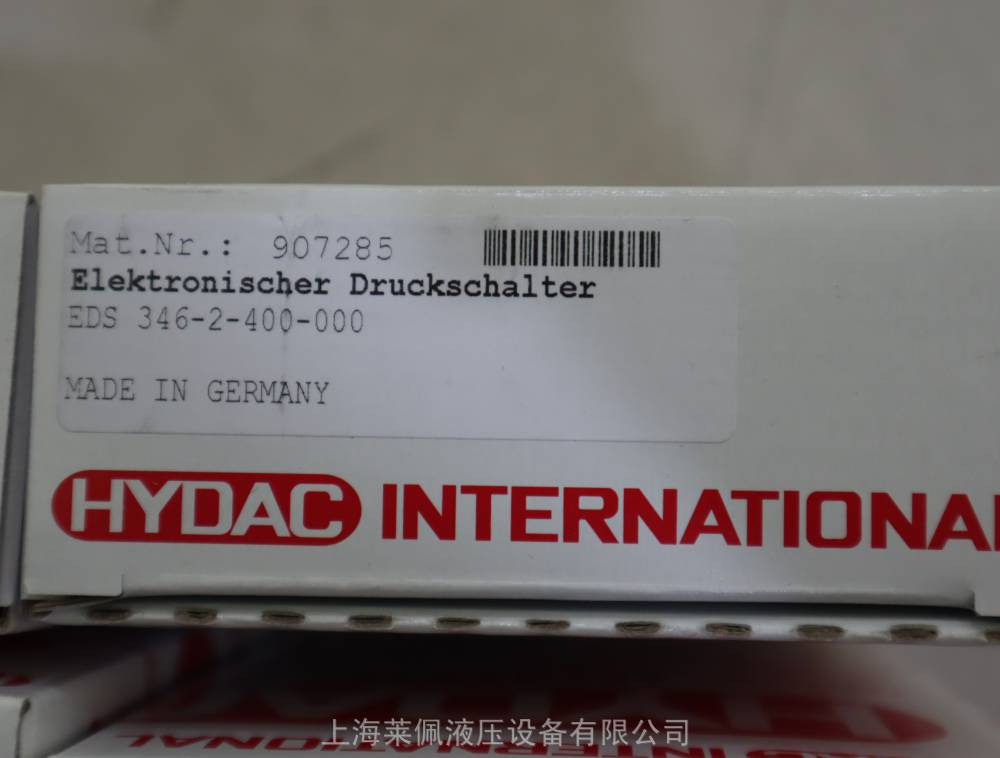 Mat.Nr.: 907285
Elektronischer Druckschalter
EDS 346-2-400-000
MADE IN GERMANY
HYDAC INTERNATIONAL
上海莱佩液压设备有限公司